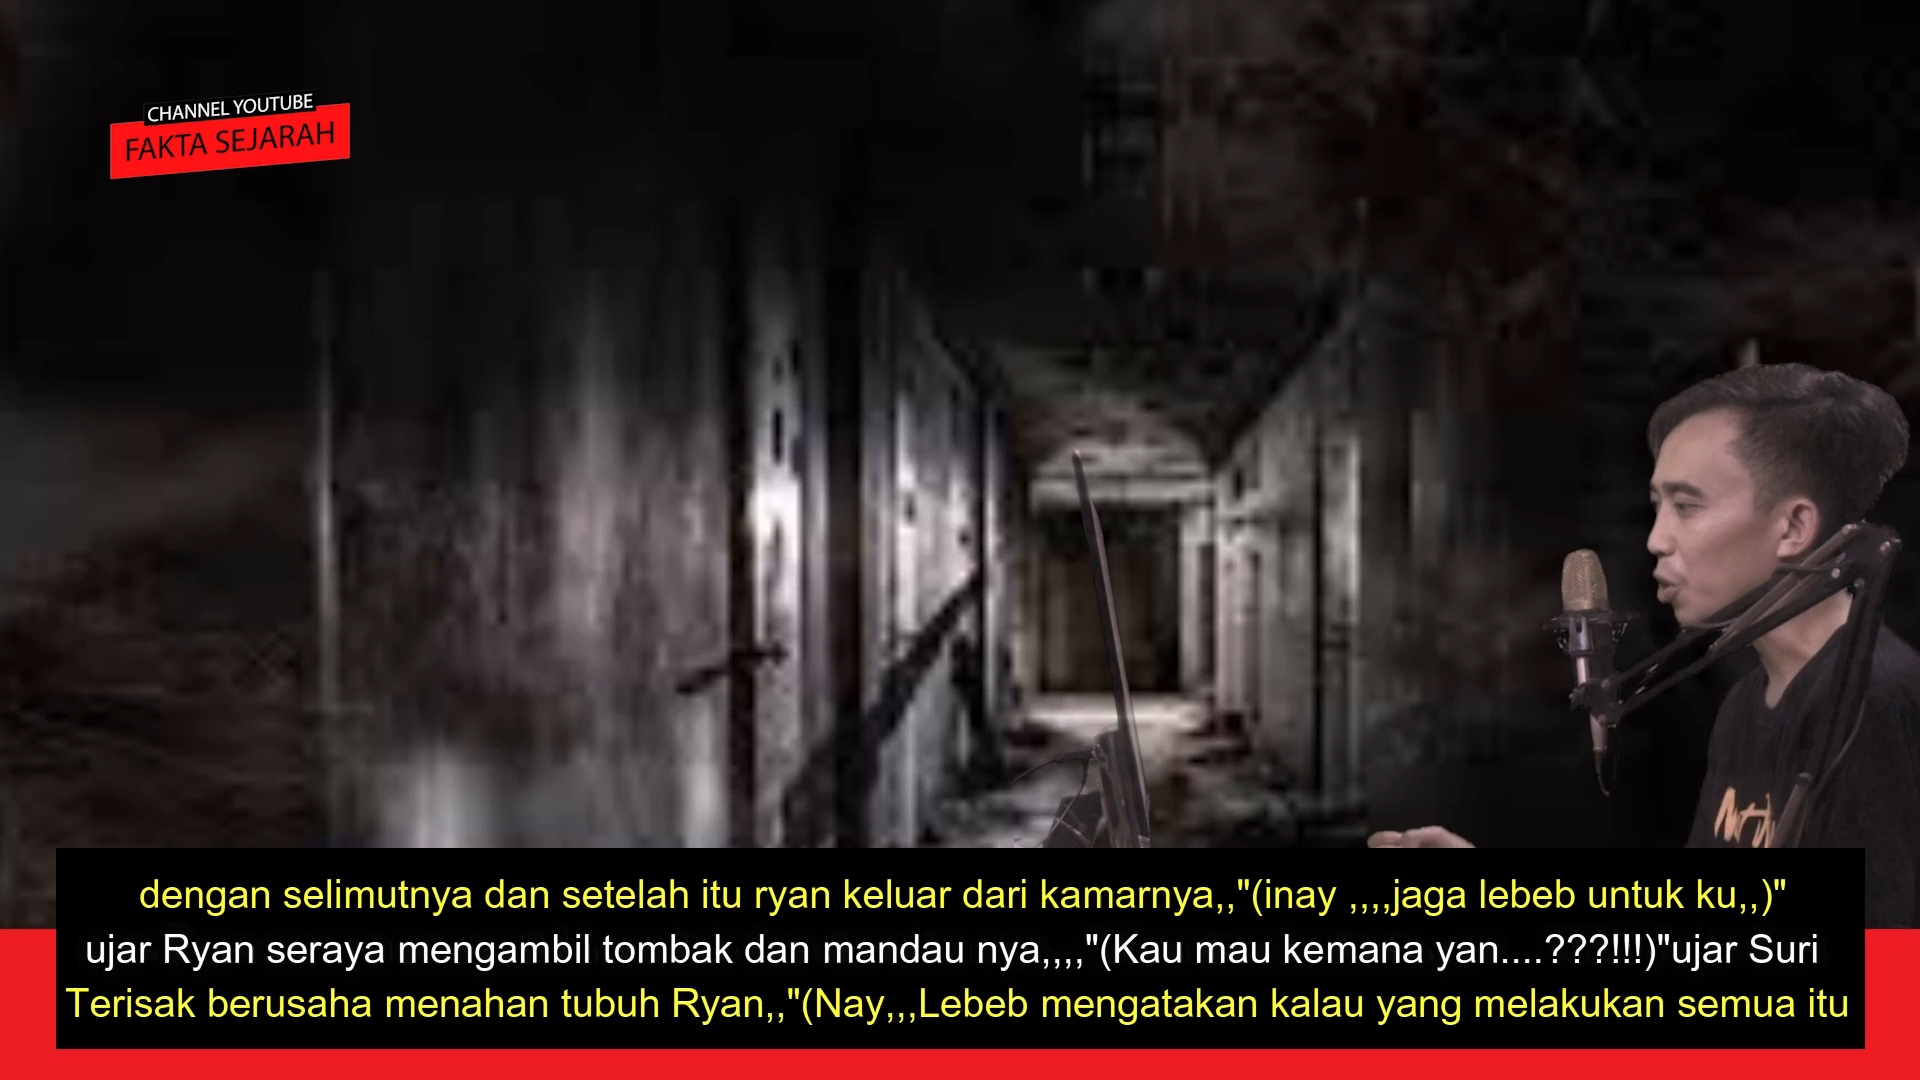 CHANNEL YOUTUBE
FAKTA SEJARAH
dengan selimutnya dan setelah itu ryan keluar dari kamarnya,,"(inay ,,,,jaga lebeb untuk ku,,)"
ujar Ryan seraya mengambil tombak dan mandau nya,,,,"(Kau mau kemana yan....???!!!)"ujar Suri
Terisak berusaha menahan tubuh Ryan,,"(Nay,,,Lebeb mengatakan kalau yang melakukan semua itu